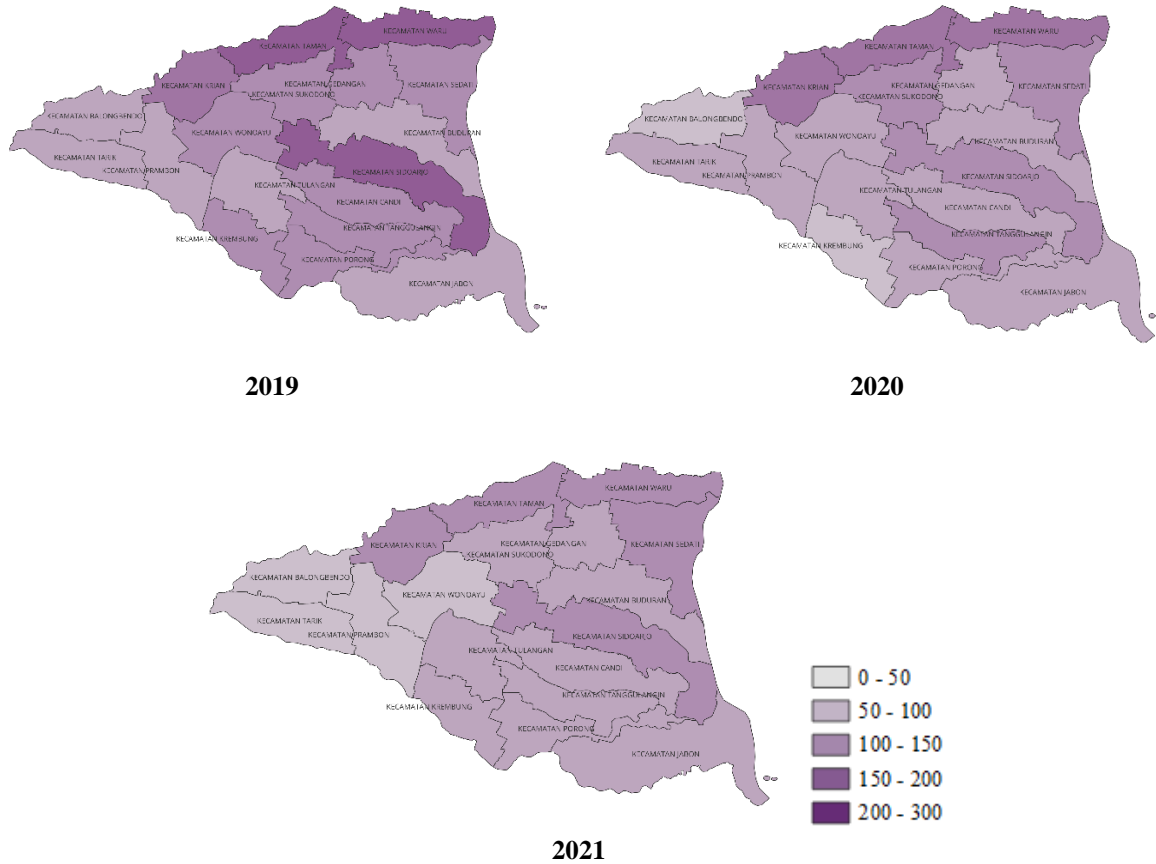 KECAMATAN WARU
KECAMATAN TAMAN
KECAMATAN KRIAN
KECAMATAN GEDANGAN
KECAMATAN SEDATI
KECAMATAN SUKODONO
KECAMATAN BALONGBENDO
KECAMATAN WONOAYU
KECAMATAN BUDURAN
KECAMATAN TARIK
KECAMATAN PRAMBON
KECAMATAN SIDOARJO
KECAMATAN TULANGAN
KECAMATAN CANDI
KECAMATAN TANGGULANGIN
KECAMATAN KREMBUNG
KECAMATAN PORONG
KECAMATAN JABON
2019
KECAMATAN WARU
KECAMATAN TAMAN
KECAMATAN KRIAN
KECAMATAN GEDANGAN
KECAMATAN SEDATI
KECAMATAN SUKODONO
KECAMATAN BALONGBENDO
KECAMATAN WONOAYU
KECAMATAN BUDURAN
KECAMATAN TARIK
KECAMATAN PRAMBON
KECAMATAN SIDOARJO
KECAMATAN TULANGAN
KECAMATAN CANDI
KECAMATAN TANGGULANGIN
KECAMATAN KREMBUNG
KECAMATAN PORONG
KECAMATAN JABON
2020
KECAMATAN WARU
KECAMATAN TAMAN
KECAMATAN KRIAN
KECAMATAN GEDANGAN
KECAMATAN SEDATI
KECAMATAN SUKODONO
KECAMATAN BALONGBENDO
KECAMATAN WONOAYU
KECAMATAN BUDURAN
KECAMATAN TARIK
KECAMATAN PRAMBON
KECAMATAN SIDOARJO
KECAMATAN TULANGAN
KECAMATAN CANDI
KECAMATAN TANGGULANGIN
KECAMATAN KREMBUNG
KECAMATAN PORONG
KECAMATAN JABON
2021
0 - 50
50 - 100
100 - 150
150 - 200
200 - 300